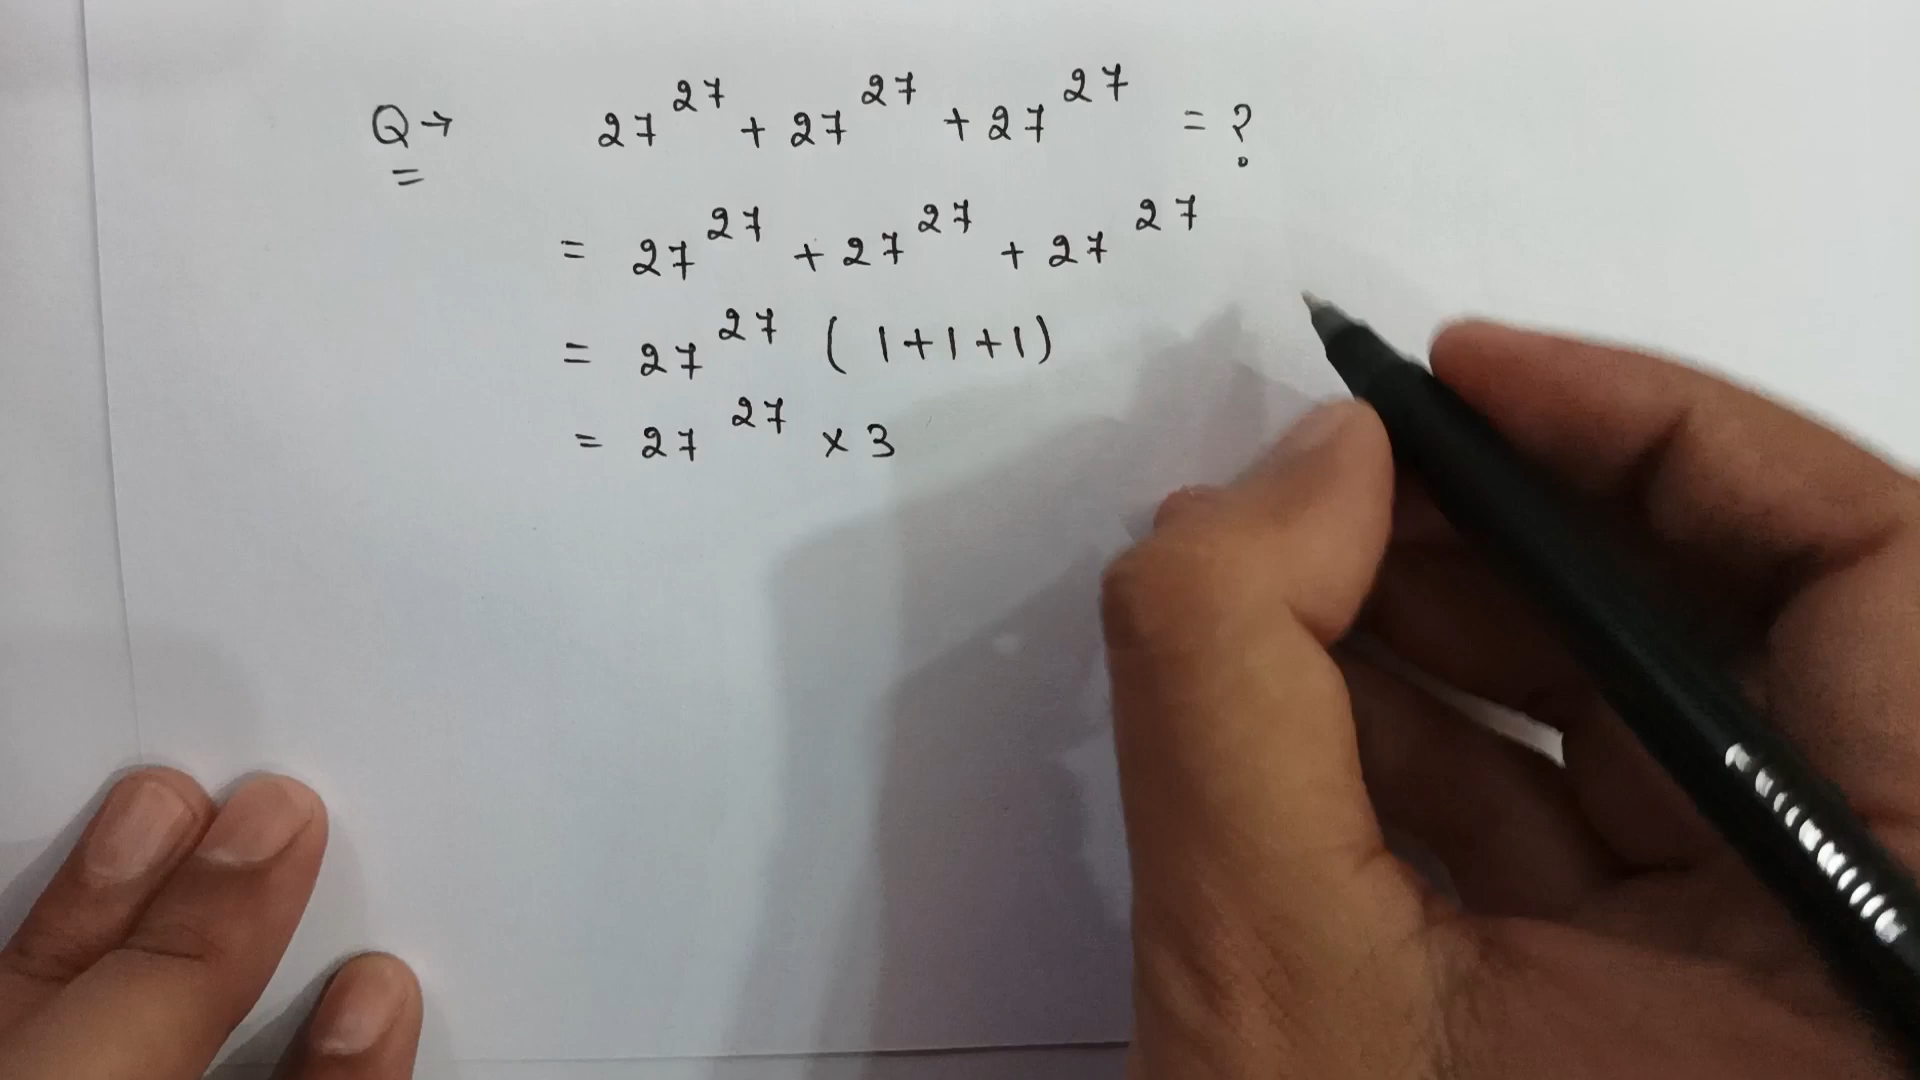 Q → 27^27 + 27^27 + 27^27 = ?
= 27^27 + 27^27 + 27^27
= 27^27 (1+1+1)
= 27^27 × 3